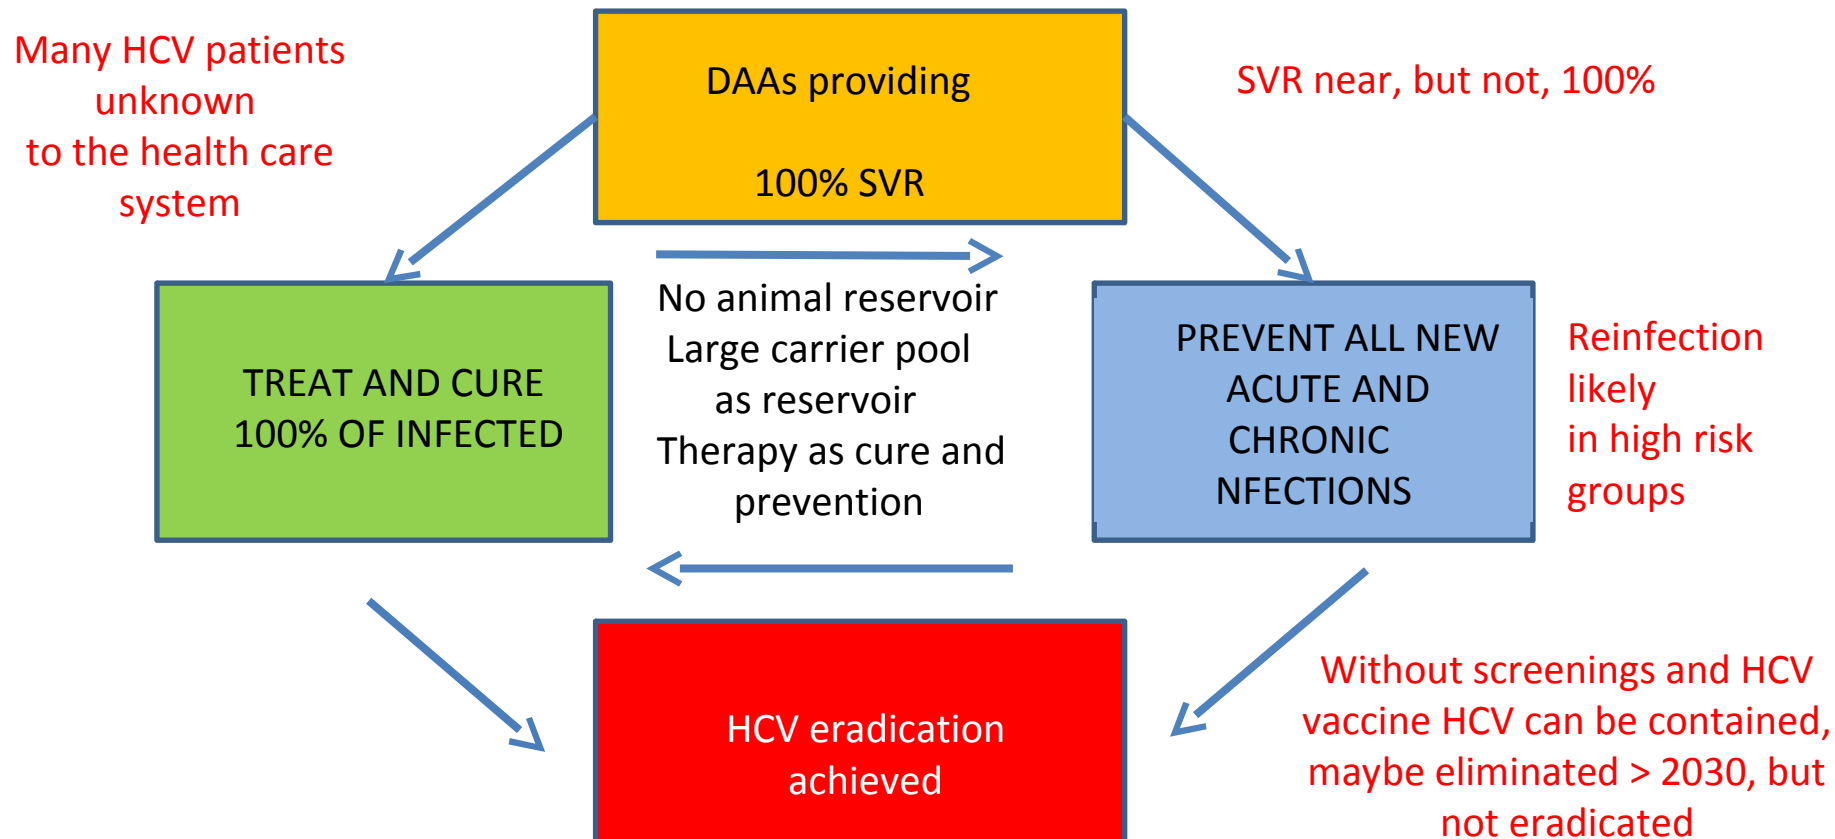 Many HCV patients
unknown
to the health care
system
DAAs providing
100% SVR
SVR near, but not, 100%
TREAT AND CURE
100% OF INFECTED
No animal reservoir
Large carrier pool
as reservoir
Therapy as cure and
prevention
PREVENT ALL NEW
ACUTE AND
CHRONIC
NFECTIONS
Reinfection
likely
in high risk
groups
HCV eradication
achieved
Without screenings and HCV
vaccine HCV can be contained,
maybe eliminated > 2030, but
not eradicated